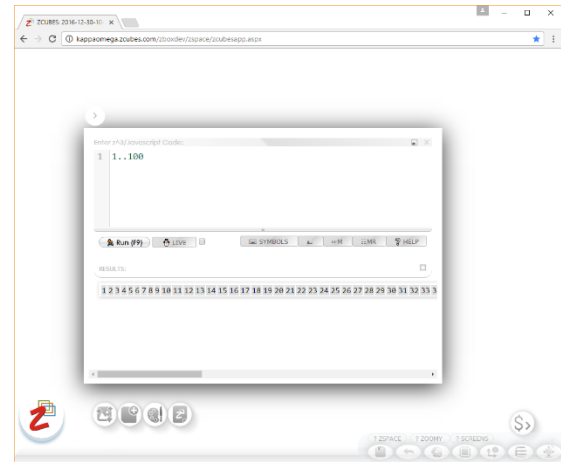 ZCUBES: 2016-12-30-10-
kappaomega.zcubes.com/zboxdev/zspace/zcubesapp.aspx
Enter z^3/Javascript Code:
1 1..100
Run (F9) LIVE SYMBOLS M MR ? HELP
RESULTS:
1 2 3 4 5 6 7 8 9 10 11 12 13 14 15 16 17 18 19 20 21 22 23 24 25 26 27 28 29 30 31 32 33 3
Z $>
? ZSPACE ? ZOOMY ? SCREENS